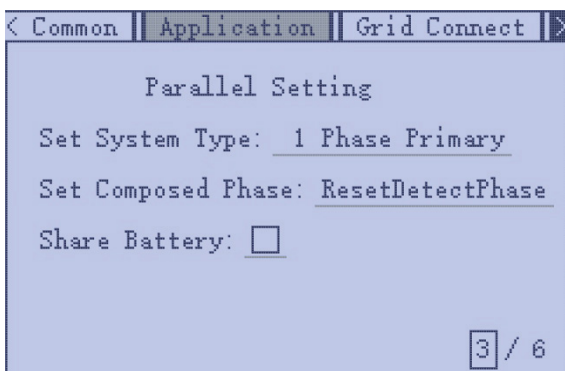 < Common Application Grid Connect >
Parallel Setting
Set System Type: 1 Phase Primary
Set Composed Phase: ResetDetectPhase
Share Battery:
3 / 6